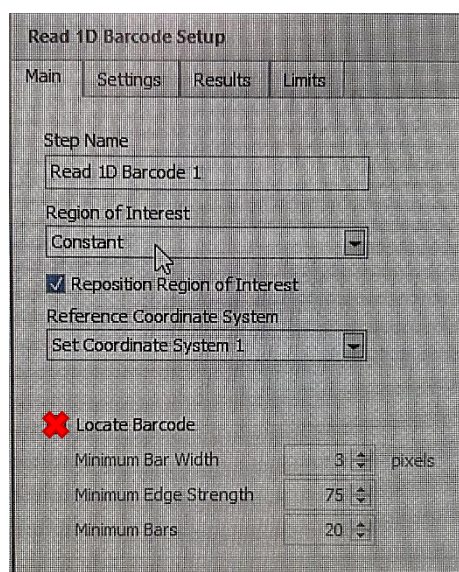 Read 1D Barcode Setup
Main Settings Results Limits
Step Name
Read 1D Barcode 1
Region of Interest
Constant
Reposition Region of Interest
Reference Coordinate System
Set Coordinate System 1
Locate Barcode
Minimum Bar Width 3 pixels
Minimum Edge Strength 75
Minimum Bars 20